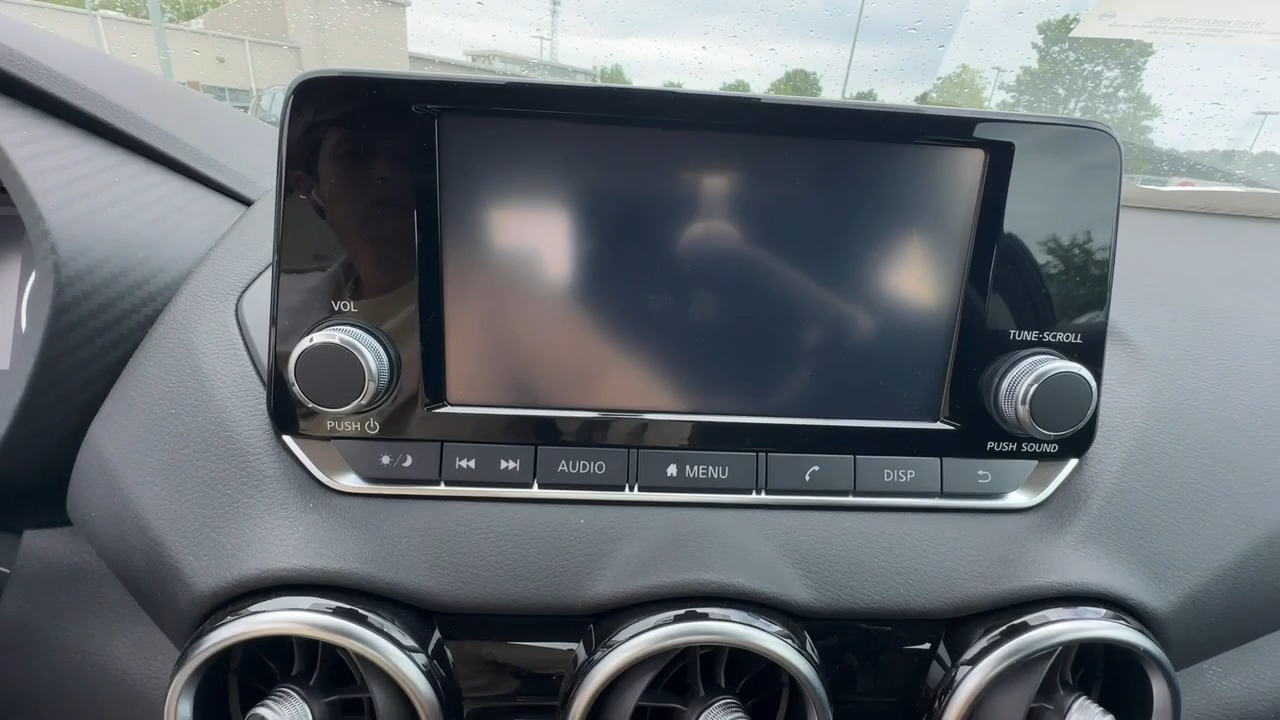 VOL
TUNE·SCROLL
PUSH
PUSH SOUND
AUDIO
MENU
DISP